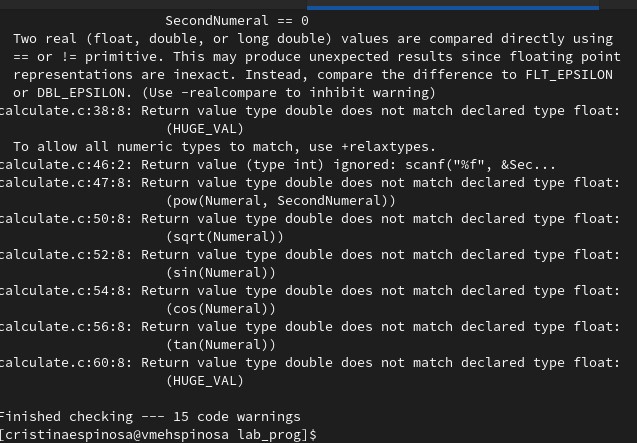 SecondNumeral == 0
Two real (float, double, or long double) values are compared directly using
== or != primitive. This may produce unexpected results since floating point
representations are inexact. Instead, compare the difference to FLT_EPSILON
or DBL_EPSILON. (Use -realcompare to inhibit warning)
calculate.c:38:8: Return value type double does not match declared type float:
(HUGE_VAL)
To allow all numeric types to match, use +relaxtypes.
calculate.c:46:2: Return value (type int) ignored: scanf("%f", &Sec...
calculate.c:47:8: Return value type double does not match declared type float:
(pow(Numeral, SecondNumeral))
calculate.c:50:8: Return value type double does not match declared type float:
(sqrt(Numeral))
calculate.c:52:8: Return value type double does not match declared type float:
(sin(Numeral))
calculate.c:54:8: Return value type double does not match declared type float:
(cos(Numeral))
calculate.c:56:8: Return value type double does not match declared type float:
(tan(Numeral))
calculate.c:60:8: Return value type double does not match declared type float:
(HUGE_VAL)
Finished checking --- 15 code warnings
[cristinaespinosa@vmehspinosa lab_prog]$